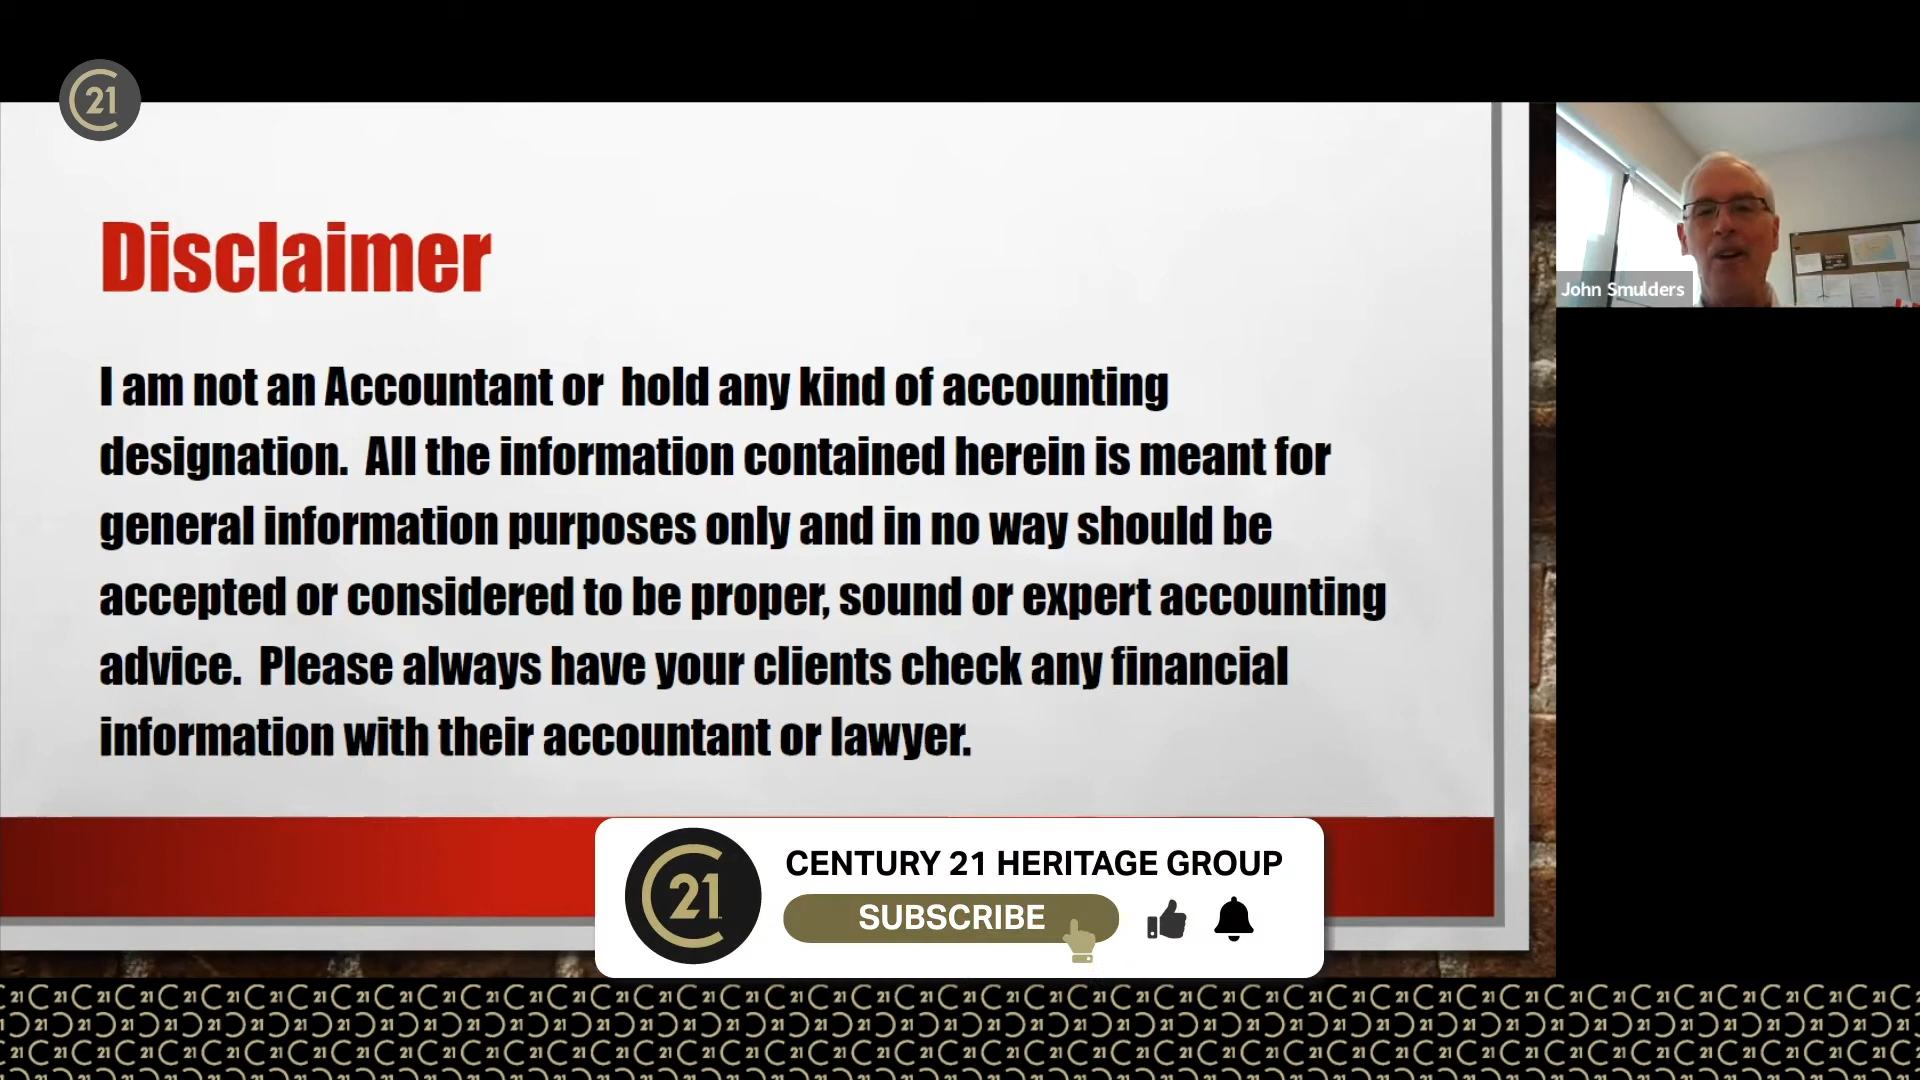 21
Disclaimer
I am not an Accountant or  hold any kind of accounting
designation.  All the information contained herein is meant for
general information purposes only and in no way should be
accepted or considered to be proper, sound or expert accounting
advice.  Please always have your clients check any financial
information with their accountant or lawyer.
John Smulders
21
CENTURY 21 HERITAGE GROUP
SUBSCRIBE